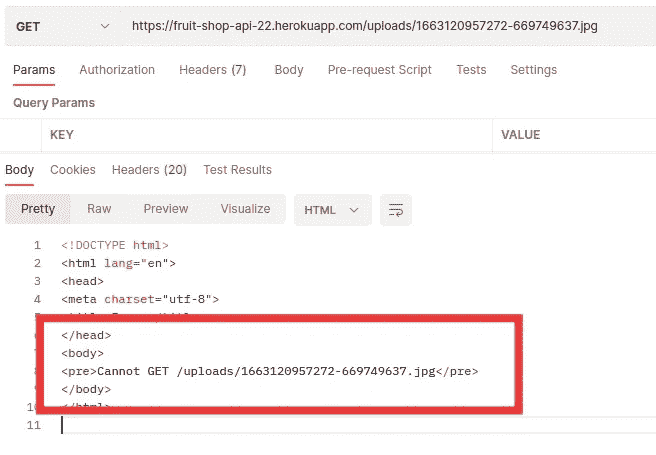 GET https://fruit-shop-api-22.herokuapp.com/uploads/1663120957272-669749637.jpg
Params Authorization Headers (7) Body Pre-request Script Tests Settings
Query Params
KEY VALUE
Body Cookies Headers (20) Test Results
Pretty Raw Preview Visualize HTML
1 <!DOCTYPE html>
2 <html lang="en">
3 <head>
4 <meta charset="utf-8">
</head>
<body>
<pre>Cannot GET /uploads/1663120957272-669749637.jpg</pre>
</body>
10 </html>
11